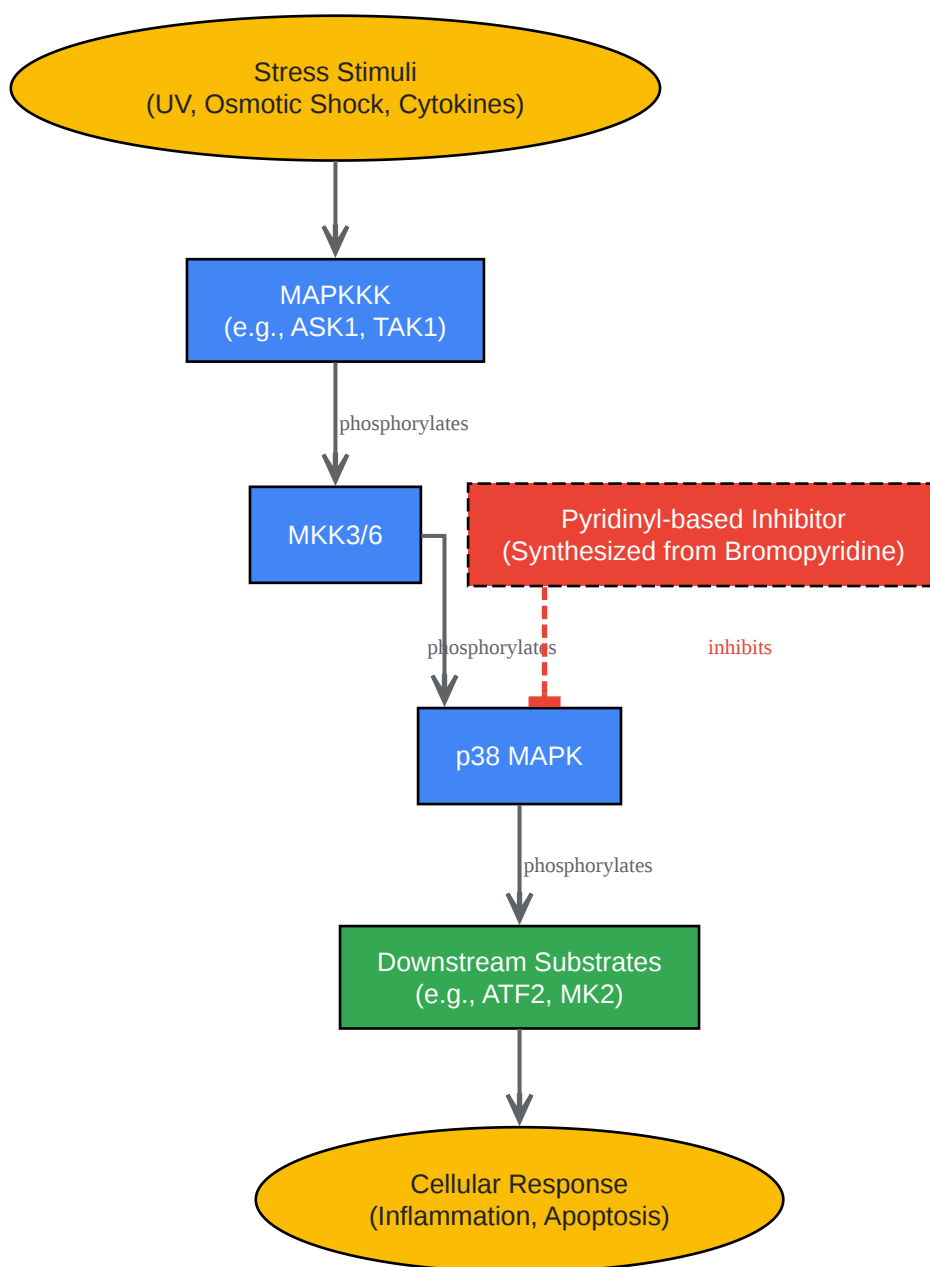 Stress Stimuli
(UV, Osmotic Shock, Cytokines)
MAPKKK
(e.g., ASK1, TAK1)
phosphorylates
MKK3/6
Pyridinyl-based Inhibitor
(Synthesized from Bromopyridine)
phosphorylates
inhibits
p38 MAPK
phosphorylates
Downstream Substrates
(e.g., ATF2, MK2)
Cellular Response
(Inflammation, Apoptosis)